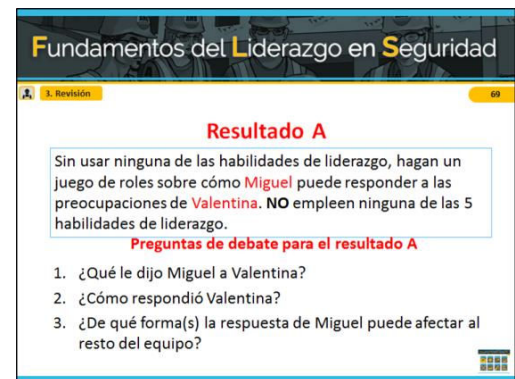 Fundamentos del Liderazgo en Seguridad
3. Revisión
69
Resultado A
Sin usar ninguna de las habilidades de liderazgo, hagan un
juego de roles sobre cómo Miguel puede responder a las
preocupaciones de Valentina. NO empleen ninguna de las 5
habilidades de liderazgo.
Preguntas de debate para el resultado A
1. ¿Qué le dijo Miguel a Valentina?
2. ¿Cómo respondió Valentina?
3. ¿De qué forma(s) la respuesta de Miguel puede afectar al
resto del equipo?